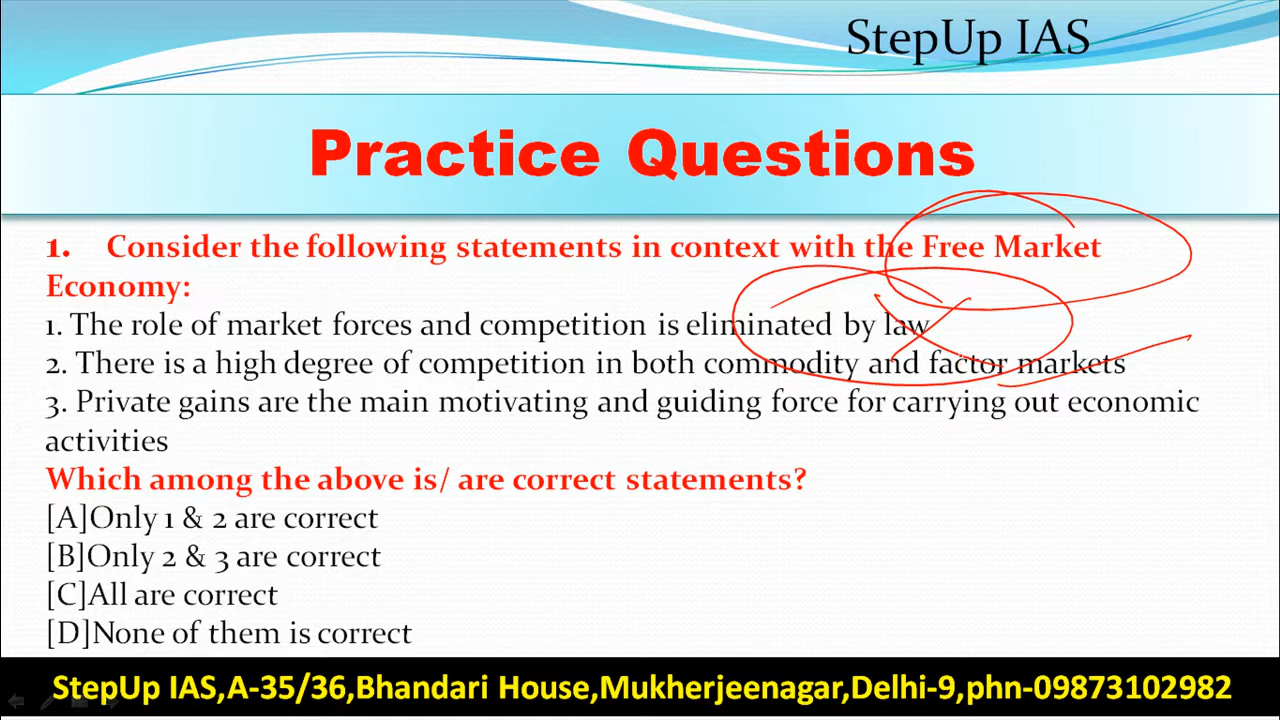 StepUp IAS
Practice Questions
1. Consider the following statements in context with the Free Market
Economy:
1. The role of market forces and competition is eliminated by law
2. There is a high degree of competition in both commodity and factor markets
3. Private gains are the main motivating and guiding force for carrying out economic
activities
Which among the above is/ are correct statements?
[A]Only 1 & 2 are correct
[B]Only 2 & 3 are correct
[C]All are correct
[D]None of them is correct
StepUp IAS,A-35/36,Bhandari House,Mukherjeenagar,Delhi-9,phn-09873102982